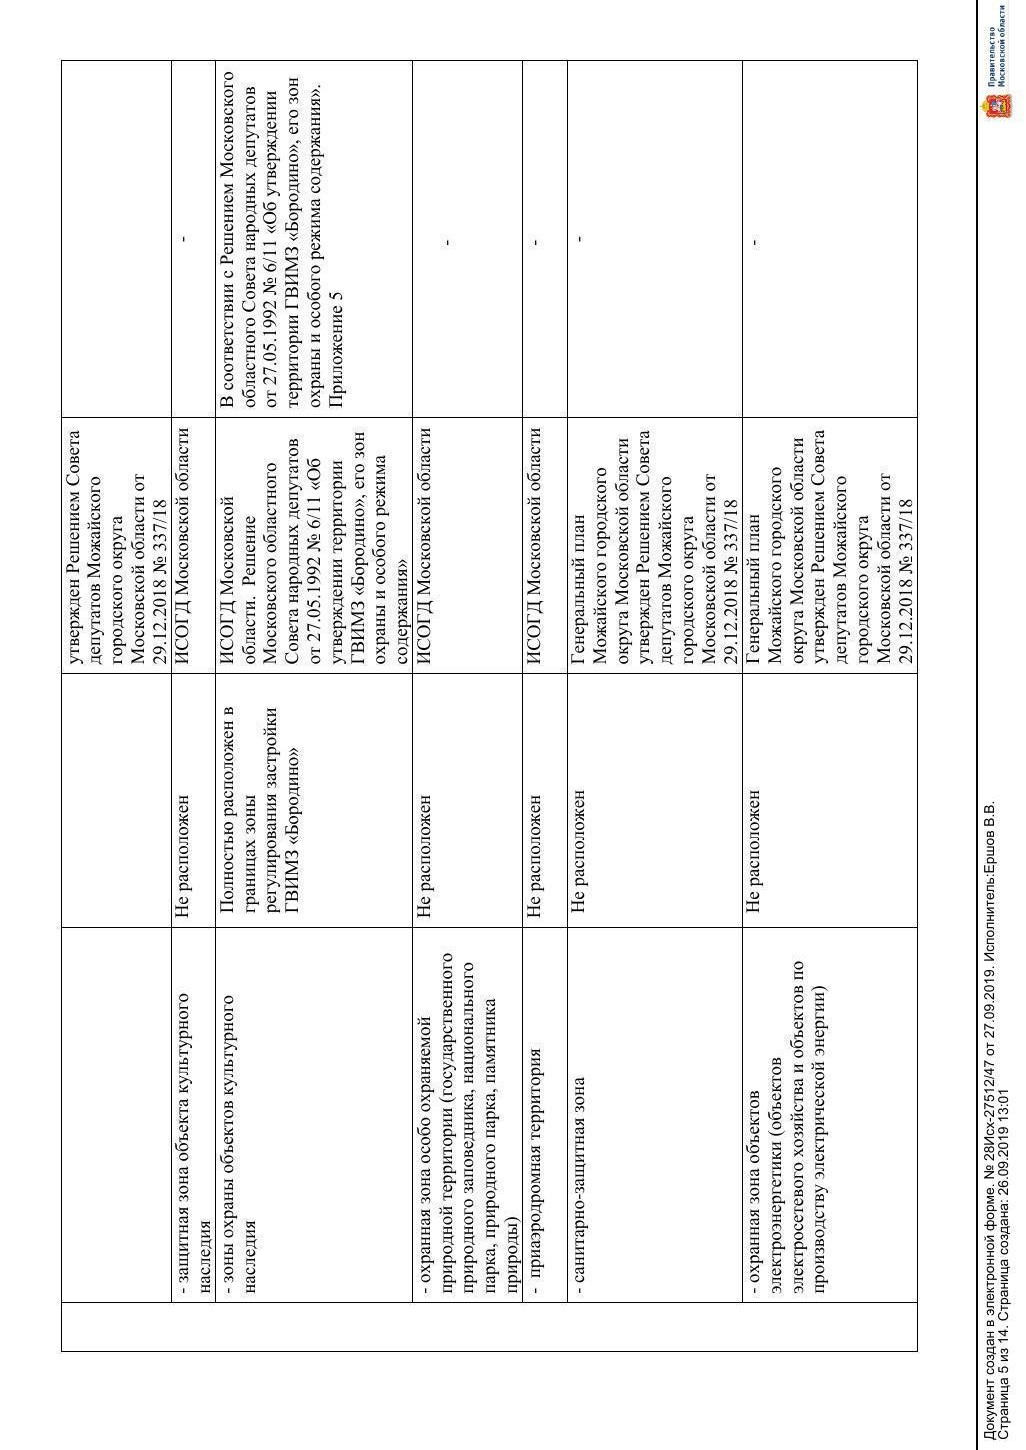 утвержден Решением Совета
депутатов Можайского
городского округа
Московской области от
29.12.2018 № 337/18
- защитная зона объекта культурного
наследия
Не расположен
ИСОГД Московской области
-
- зоны охраны объектов культурного
наследия
Полностью расположен в
границах зоны
регулирования застройки
ГВИМЗ «Бородино»
ИСОГД Московской
области. Решение
Московского областного
Совета народных депутатов
от 27.05.1992 № 6/11 «Об
утверждении территории
ГВИМЗ «Бородино», его зон
охраны и особого режима
содержания»
В соответствии с Решением Московского
областного Совета народных депутатов
от 27.05.1992 № 6/11 «Об утверждении
территории ГВИМЗ «Бородино», его зон
охраны и особого режима содержания».
Приложение 5
- охранная зона особо охраняемой
природной территории (государственного
природного заповедника, национального
парка, природного парка, памятника
природы)
Не расположен
ИСОГД Московской области
-
- приаэродромная территория
Не расположен
ИСОГД Московской области
-
- санитарно-защитная зона
Не расположен
Генеральный план
Можайского городского
округа Московской области
утвержден Решением Совета
депутатов Можайского
городского округа
Московской области от
29.12.2018 № 337/18
-
- охранная зона объектов
электроэнергетики (объектов
электросетевого хозяйства и объектов по
производству электрической энергии)
Не расположен
Генеральный план
Можайского городского
округа Московской области
утвержден Решением Совета
депутатов Можайского
городского округа
Московской области от
29.12.2018 № 337/18
-
Документ создан в электронной форме. № 28Исх-27512/47 от 27.09.2019. Исполнитель:Ершов В.В.
Страница 5 из 14. Страница создана: 26.09.2019 13:01
Правительство
Московской области